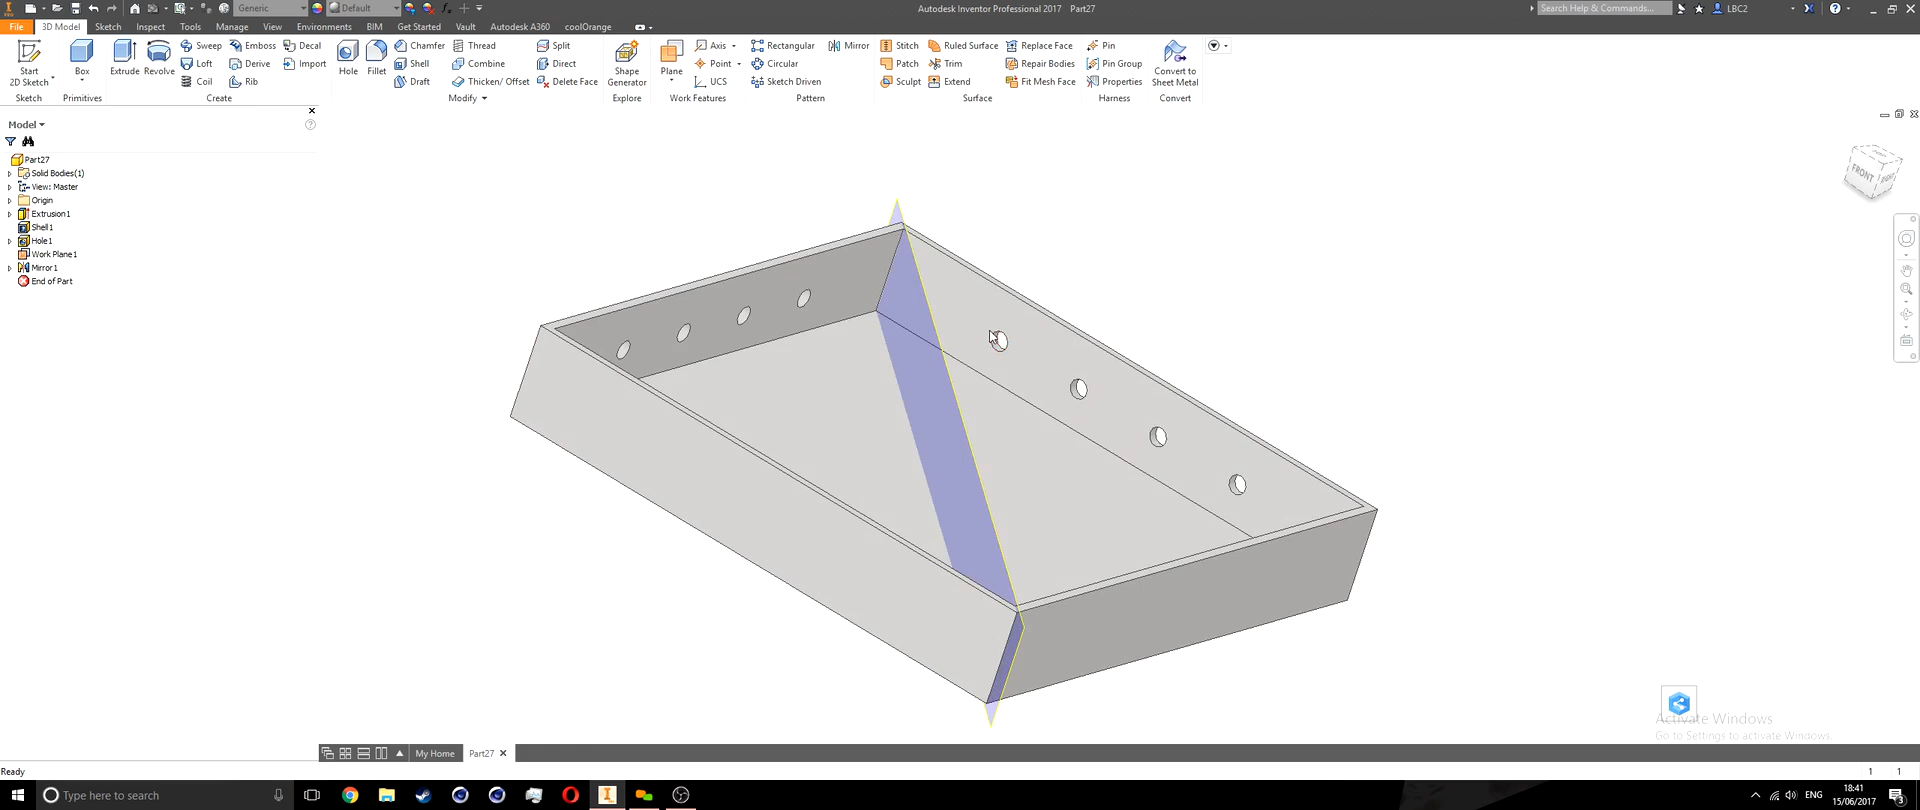 Generic
Default
Autodesk Inventor Professional 2017 Part27
Search Help & Commands...
LBC2
File
3D Model
Sketch
Inspect
Tools
Manage
View
Environments
BIM
Get Started
Vault
Autodesk A360
coolOrange
Start
2D Sketch
Sketch
Box
Primitives
Extrude
Revolve
Sweep
Loft
Coil
Emboss
Derive
Rib
Decal
Import
Create
Hole
Fillet
Chamfer
Shell
Draft
Thread
Combine
Thicken/ Offset
Split
Direct
Delete Face
Modify
Shape
Generator
Explore
Plane
Axis
Point
UCS
Work Features
Rectangular
Circular
Sketch Driven
Mirror
Pattern
Stitch
Patch
Sculpt
Ruled Surface
Trim
Extend
Replace Face
Repair Bodies
Fit Mesh Face
Surface
Pin
Pin Group
Properties
Harness
Convert to
Sheet Metal
Convert
Model
Part27
Solid Bodies(1)
View: Master
Origin
Extrusion1
Shell1
Hole1
Work Plane1
Mirror1
End of Part
FRONT
Activate Windows
Go to Settings to activate Windows.
My Home
Part27
Ready
1 1
Type here to search
ENG
18:41
15/06/2017
3